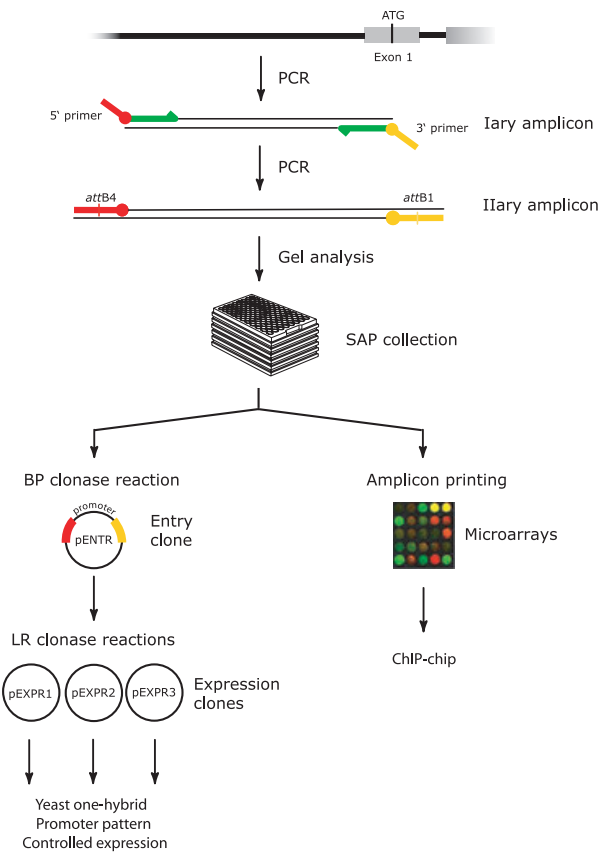 ATG
Exon 1
PCR
5' primer
3' primer
Iary amplicon
PCR
attB4
attB1
IIary amplicon
Gel analysis
SAP collection
BP clonase reaction
Amplicon printing
promoter
pENTR
Entry
clone
Microarrays
LR clonase reactions
ChIP-chip
pEXPR1
pEXPR2
pEXPR3
Expression
clones
Yeast one-hybrid
Promoter pattern
Controlled expression